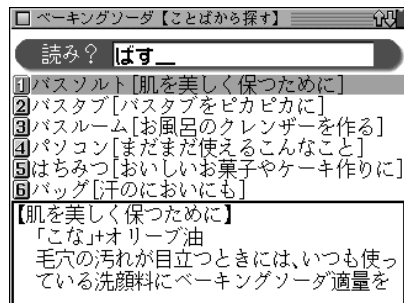 ベーキングソーダ【ことばから探す】
読み? ばす__
1バスソルト[肌を美しく保つために]
2バスタブ[バスタブをピカピカに]
3バスルーム[お風呂のクレンザーを作る]
4パソコン[まだまだ使えるこんなこと]
5はちみつ[おいしいお菓子やケーキ作りに]
6バッグ[汗のにおいにも]
【肌を美しく保つために】
「こな」+オリーブ油
毛穴の汚れが目立つときには、いつも使っ
ている洗顔料にベーキングソーダ適量を